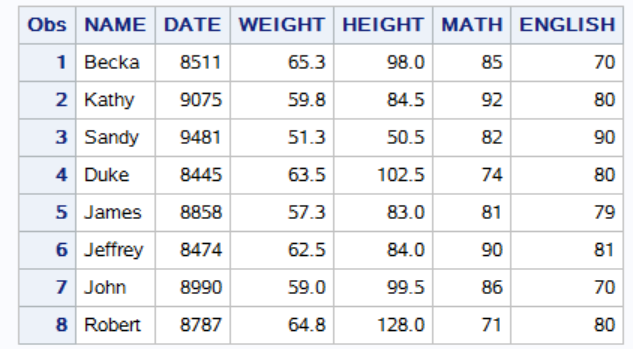 Obs NAME DATE WEIGHT HEIGHT MATH ENGLISH
1 Becka 8511 65.3 98.0 85 70
2 Kathy 9075 59.8 84.5 92 80
3 Sandy 9481 51.3 50.5 82 90
4 Duke 8445 63.5 102.5 74 80
5 James 8858 57.3 83.0 81 79
6 Jeffrey 8474 62.5 84.0 90 81
7 John 8990 59.0 99.5 86 70
8 Robert 8787 64.8 128.0 71 80